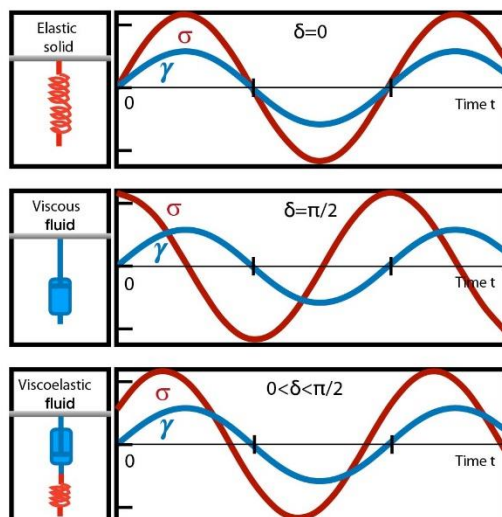 Elastic
solid
σ
δ=0
γ
0
Time t
Viscous
fluid
σ
δ=π/2
γ
0
Time t
Viscoelastic
fluid
σ
0<δ<π/2
γ
0
Time t